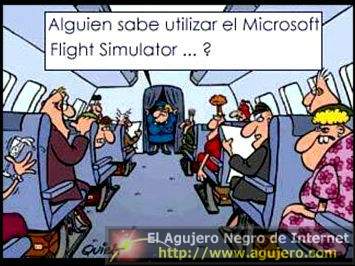 Alguien sabe utilizar el Microsoft
Flight Simulator ... ?
El Agujero Negro de Internet
http://www.agujero.com